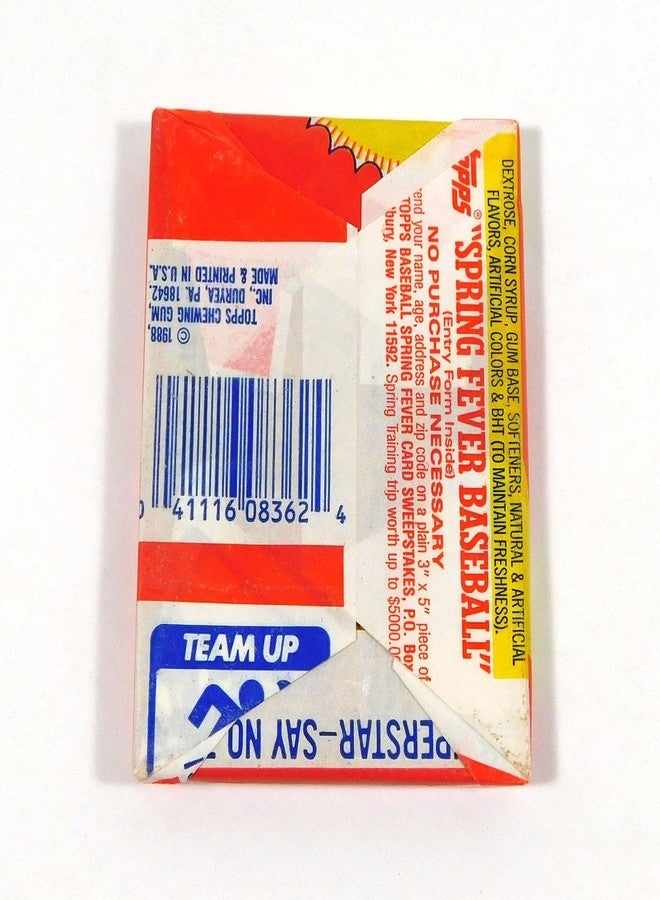 DEXTROSE, CORN SYRUP, GUM BASE, SOFTENERS, NATURAL & ARTIFICIAL
FLAVORS, ARTIFICIAL COLORS & BHT (TO MAINTAIN FRESHNESS).
TOPPS® "SPRING FEVER BASEBALL"
(Entry Form Inside)
NO PURCHASE NECESSARY
end your name, age, address and zip code on a plain 3" x 5" piece of
TOPPS BASEBALL SPRING FEVER CARD SWEEPSTAKES, P.O. Box
bury, New York 11592. Spring Training trip worth up to $5000.00
© 1988,
TOPPS CHEWING GUM,
INC., DURYEA, PA. 18642.
MADE & PRINTED IN U.S.A.
0 41116 08362 4
TEAM UP
PERSTAR-SAY NO